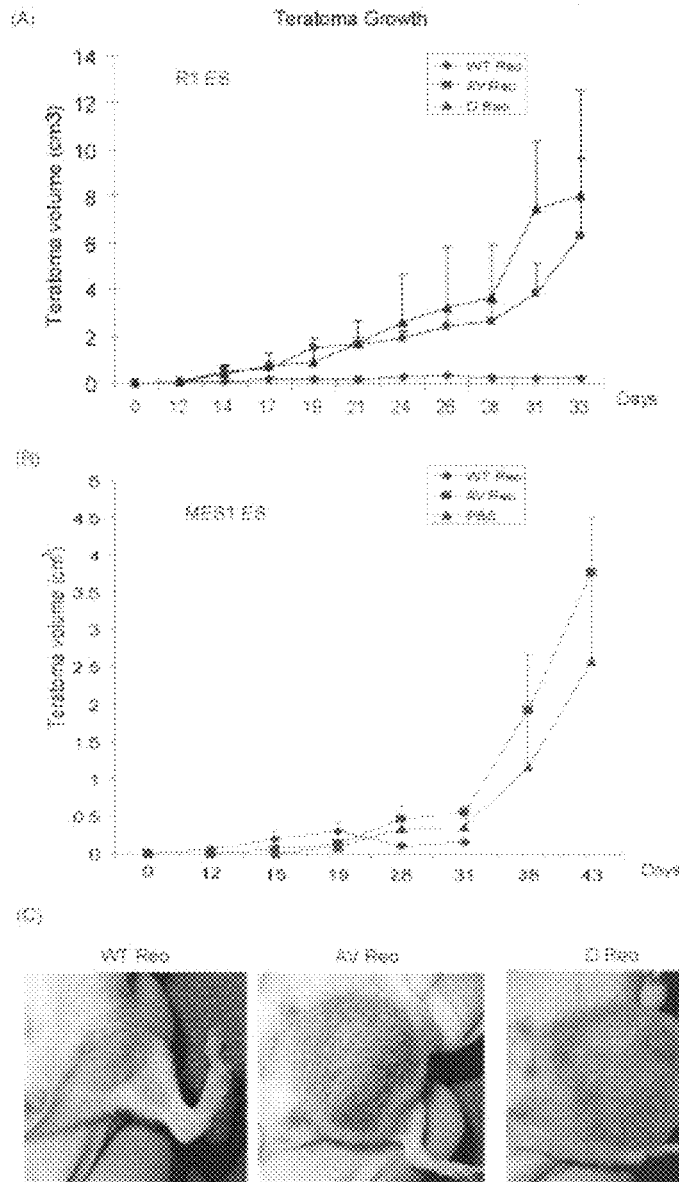 (A)
Teratoma Growth
R1 ES
WT Reo
AV Reo
DI Reo
Teratoma volume (cm3)
14
12
10
8
6
4
2
0
0 12 14 17 19 21 24 26 28 31 33 Days
(B)
MES1 ES
WT Reo
AV Reo
PBS
Teratoma volume (cm3)
5
4.5
4
3.5
3
2.5
2
1.5
1
0.5
0
0 12 19 31 43 Days
(C)
WT Reo AV Reo DI Reo